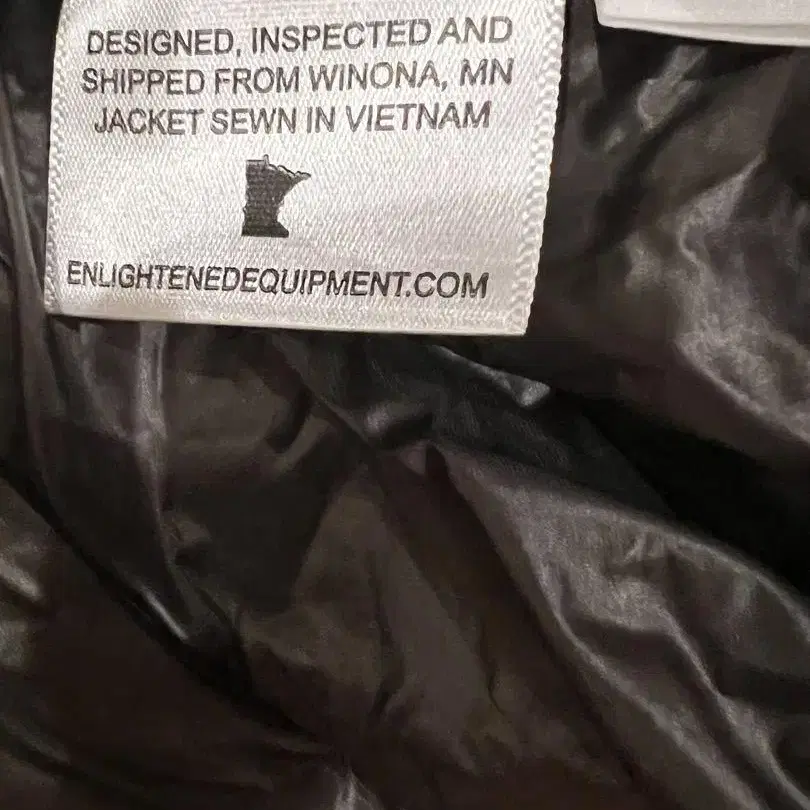 DESIGNED, INSPECTED AND
SHIPPED FROM WINONA, MN
JACKET SEWN IN VIETNAM
ENLIGHTENEDEQUIPMENT.COM